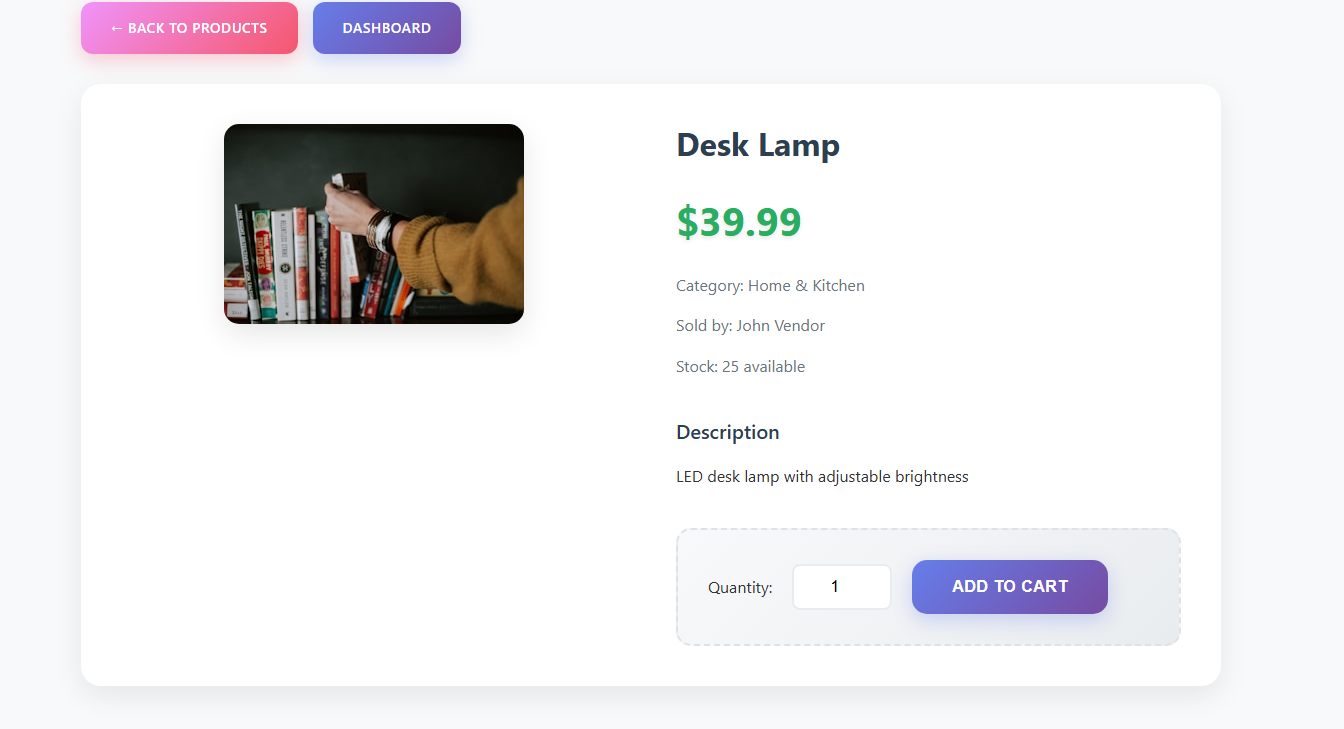 ← BACK TO PRODUCTS
DASHBOARD
Desk Lamp
$39.99
Category: Home & Kitchen
Sold by: John Vendor
Stock: 25 available
Description
LED desk lamp with adjustable brightness
Quantity: 1 ADD TO CART